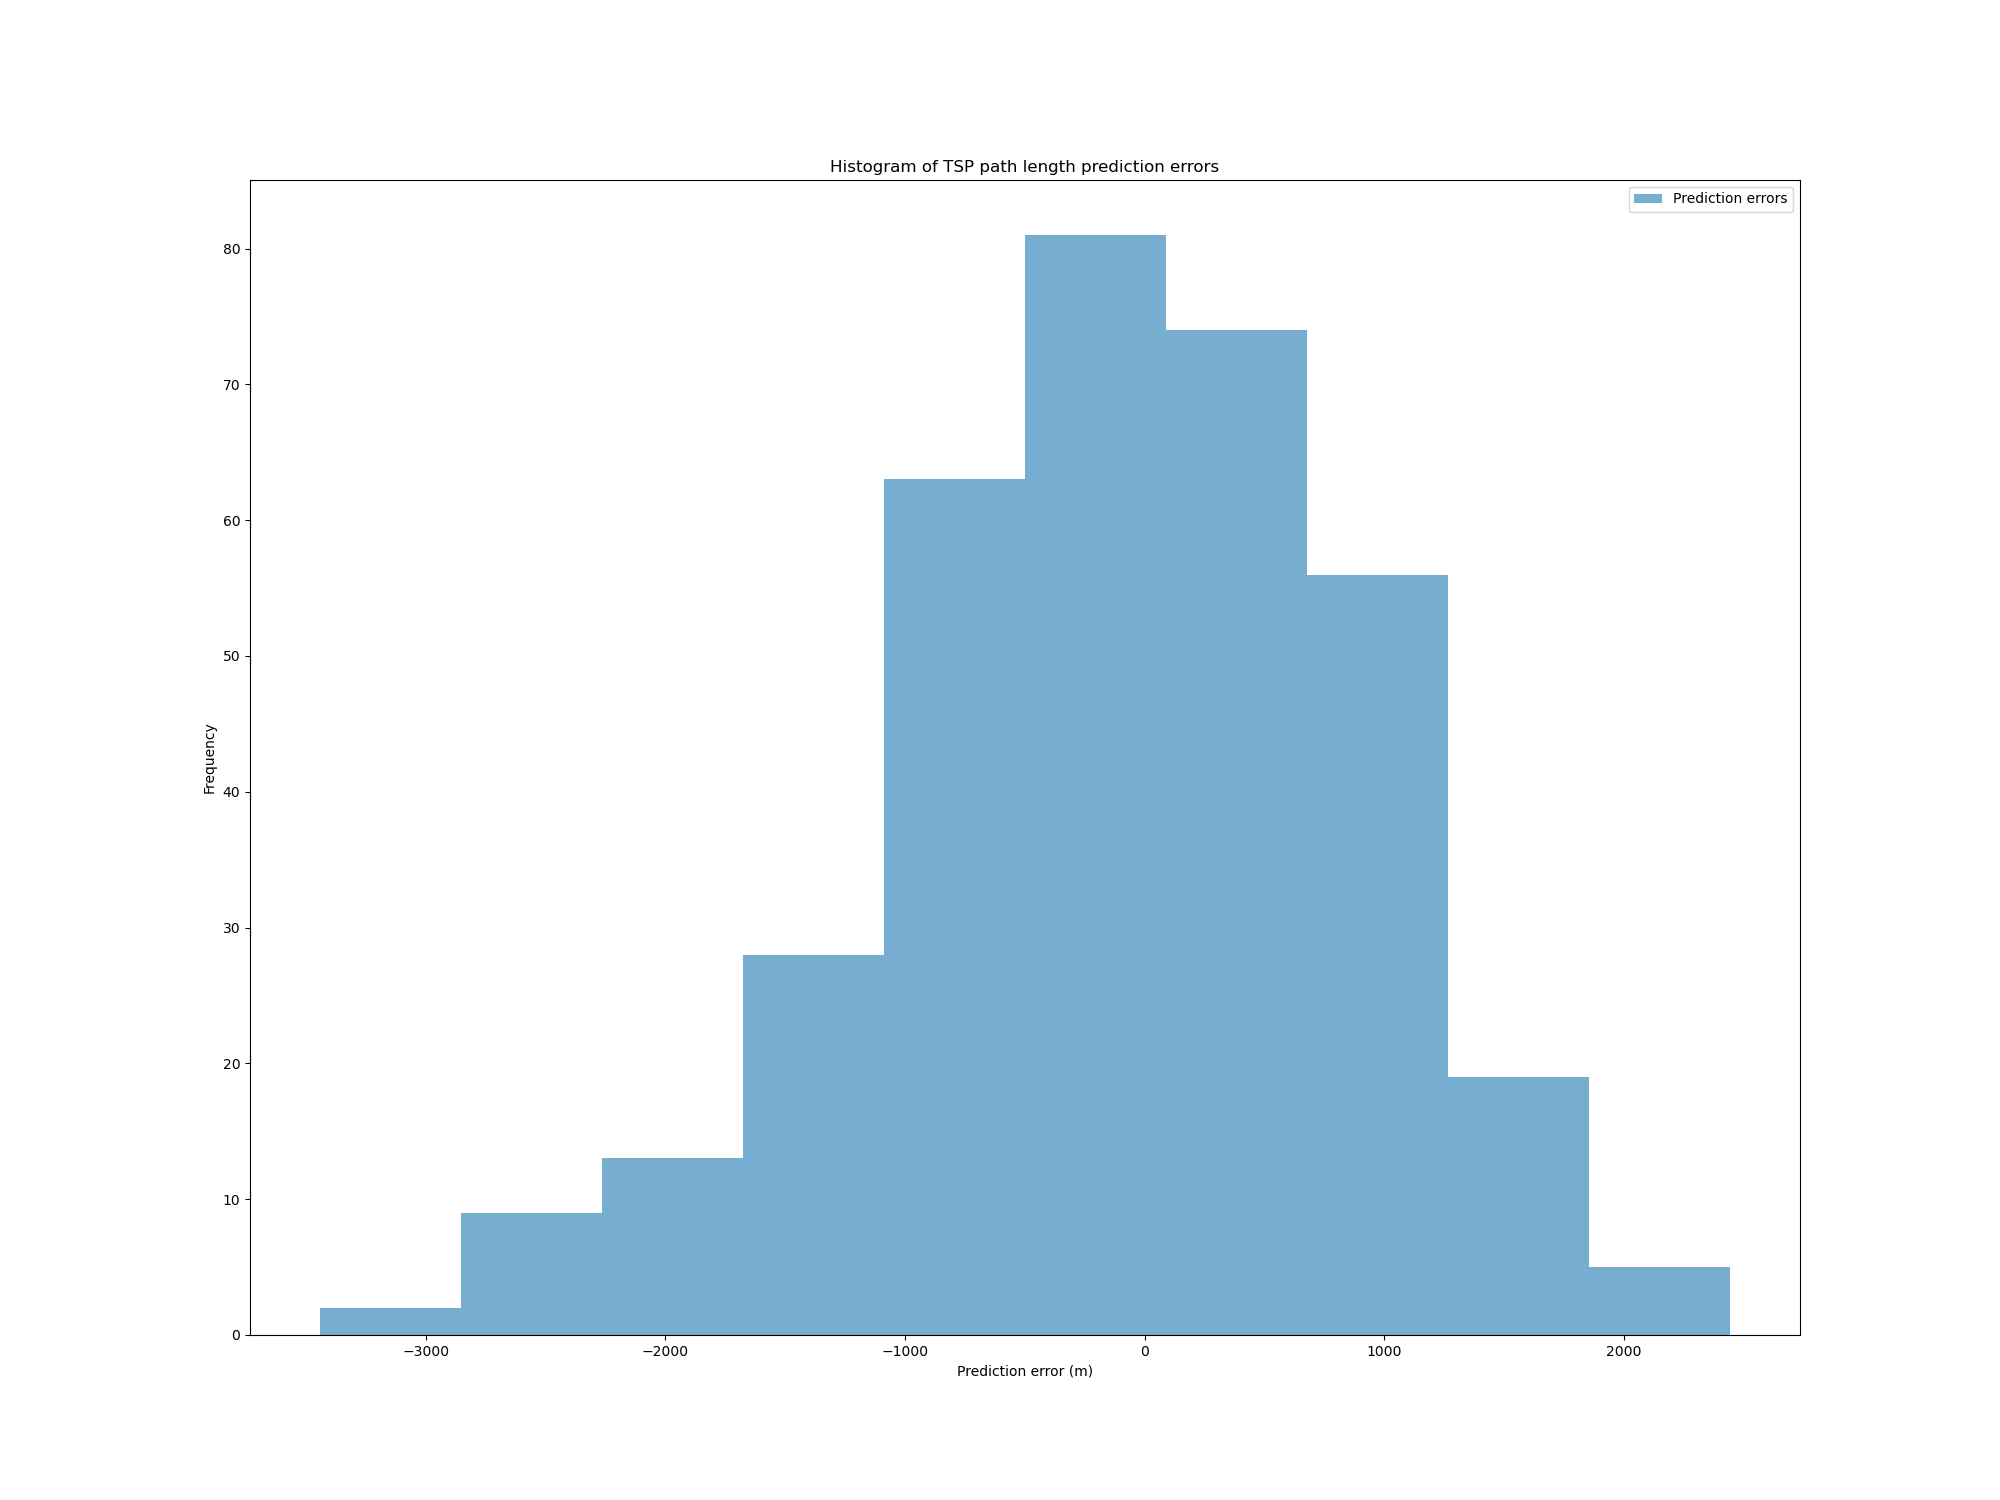 Histogram of TSP path length prediction errors
Prediction errors
80
70
60
50
40
30
20
10
0
Frequency
−3000 −2000 −1000 0 1000 2000
Prediction error (m)